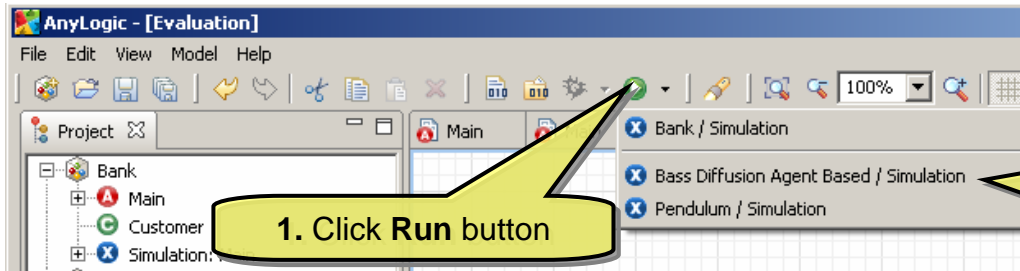 AnyLogic - [Evaluation]
File Edit View Model Help
100%
Project
Main
Bank / Simulation
Bank
Bass Diffusion Agent Based / Simulation
Main
Pendulum / Simulation
Customer
1. Click Run button
Simulation: